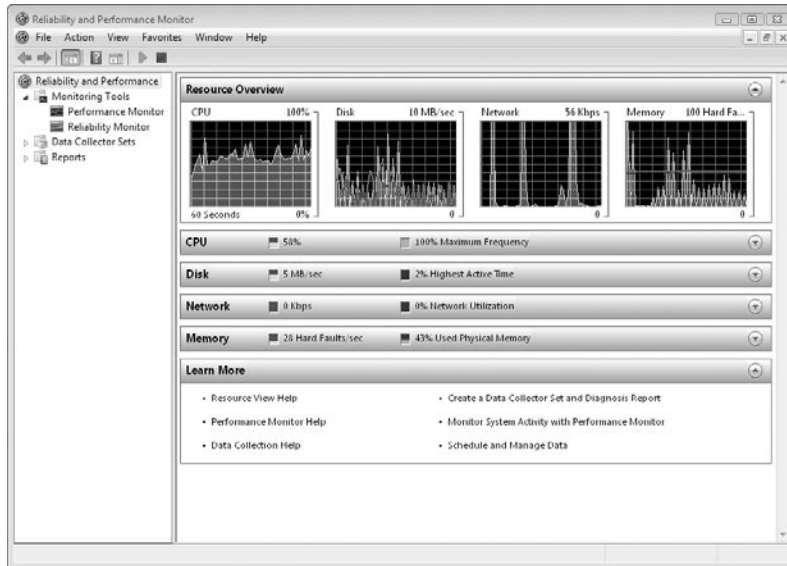 Reliability and Performance Monitor
File Action View Favorites Window Help
Reliability and Performance
Monitoring Tools
Performance Monitor
Reliability Monitor
Data Collector Sets
Reports
Resource Overview
CPU 100%
60 Seconds 0%
Disk 10 MB/sec
0
Network 56 Kbps
0
Memory 100 Hard Fa...
0
CPU 58% 100% Maximum Frequency
Disk 5 MB/sec 2% Highest Active Time
Network 0 Kbps 0% Network Utilization
Memory 28 Hard Faults/sec 43% Used Physical Memory
Learn More
• Resource View Help
• Create a Data Collector Set and Diagnosis Report
• Performance Monitor Help
• Monitor System Activity with Performance Monitor
• Data Collection Help
• Schedule and Manage Data